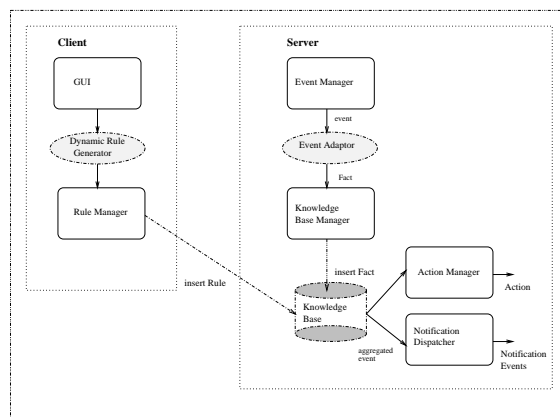 Client
GUI
Dynamic Rule
Generator
Rule Manager
insert Rule
Server
Event Manager
event
Event Adaptor
Fact
Knowledge
Base Manager
insert Fact
Knowledge
Base
aggregated
event
Action Manager
Action
Notification
Dispatcher
Notification
Events